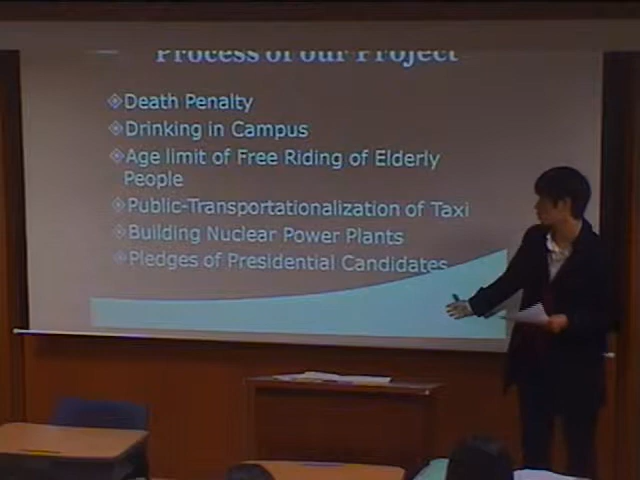 Process of our Project
Death Penalty
Drinking in Campus
Age limit of Free Riding of Elderly
People
Public-Transportationalization of Taxi
Building Nuclear Power Plants
Pledges of Presidential Candidates